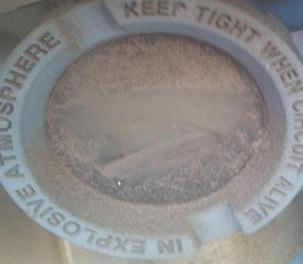 KEEP TIGHT WHEN CIRCUIT ALIVE
IN EXPLOSIVE ATMOSPHERE